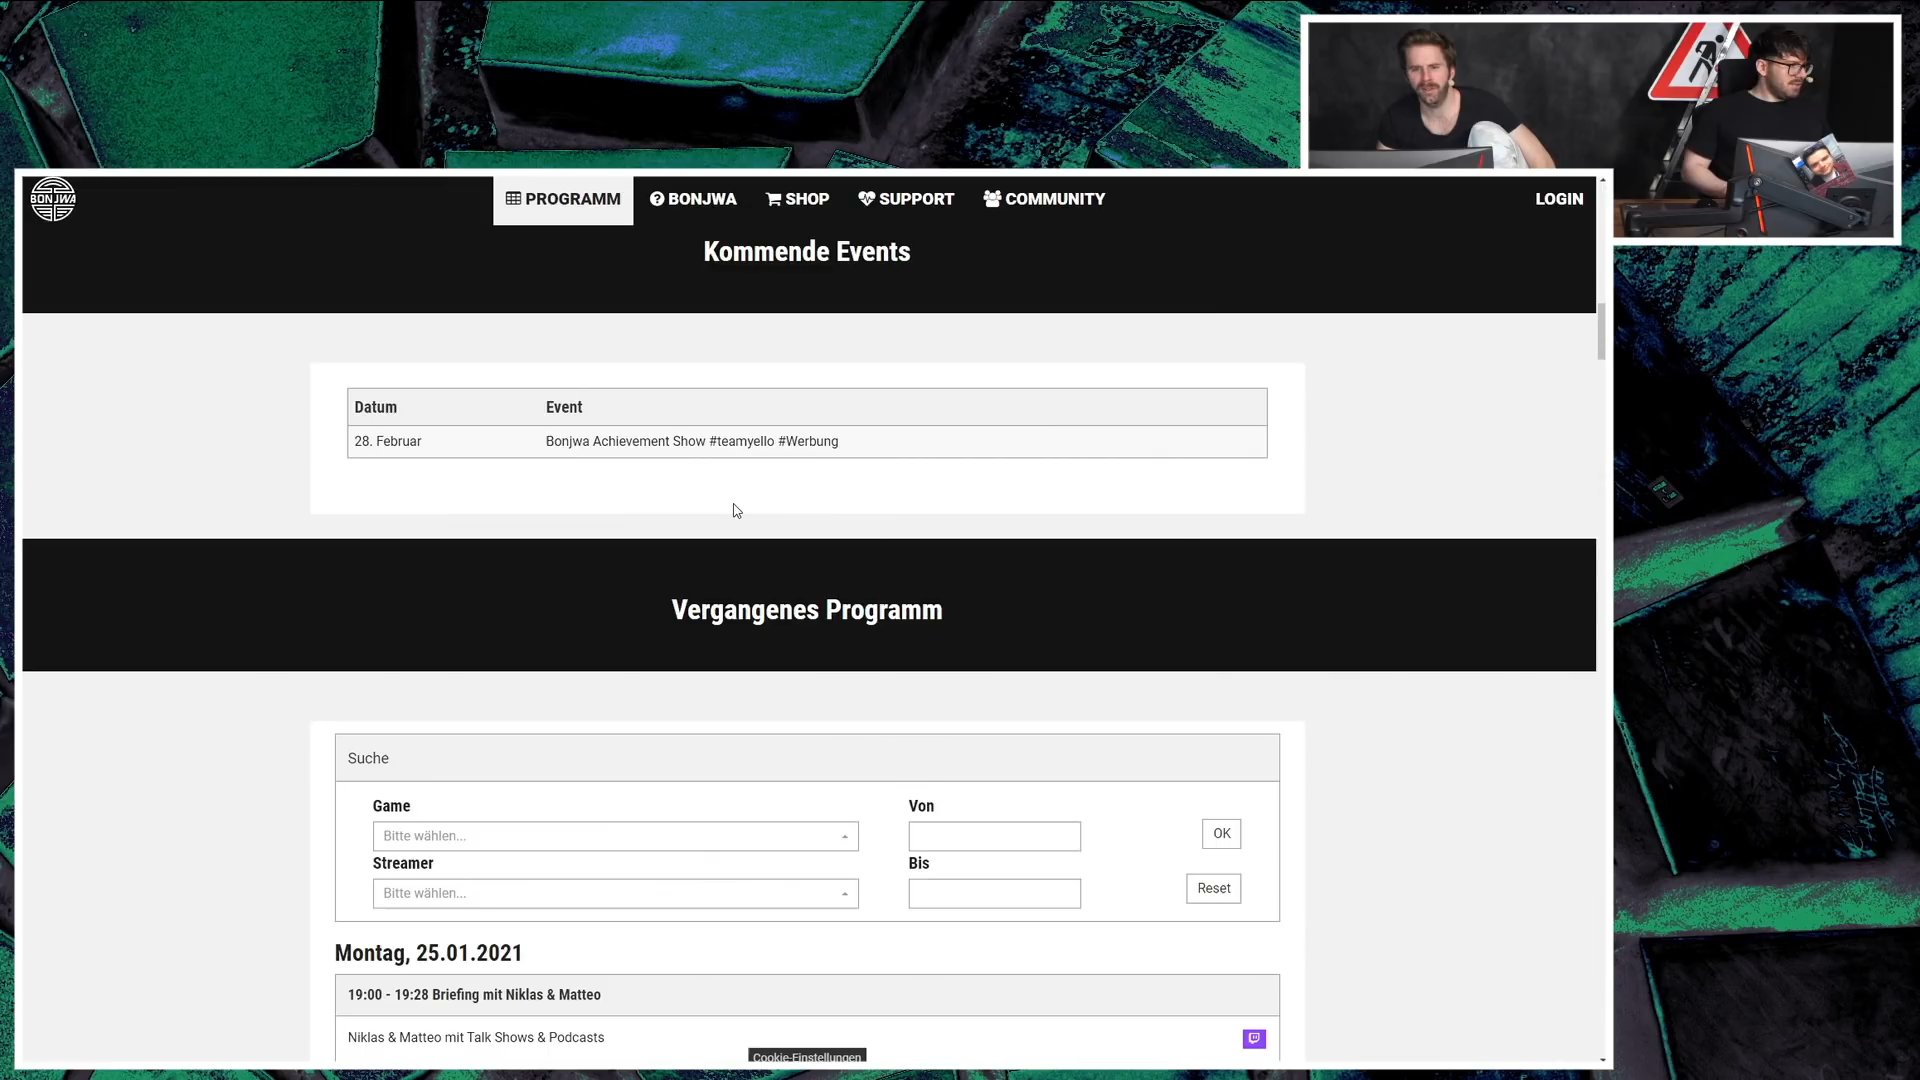 BONJWA
PROGRAMM
BONJWA
SHOP
SUPPORT
COMMUNITY
LOGIN
Kommende Events
Datum Event
28. Februar Bonjwa Achievement Show #teamyello #Werbung
Vergangenes Programm
Suche
Game Von
Bitte wählen... OK
Streamer Bis
Bitte wählen... Reset
Montag, 25.01.2021
19:00 - 19:28 Briefing mit Niklas & Matteo
Niklas & Matteo mit Talk Shows & Podcasts
Cookie-Einstellungen